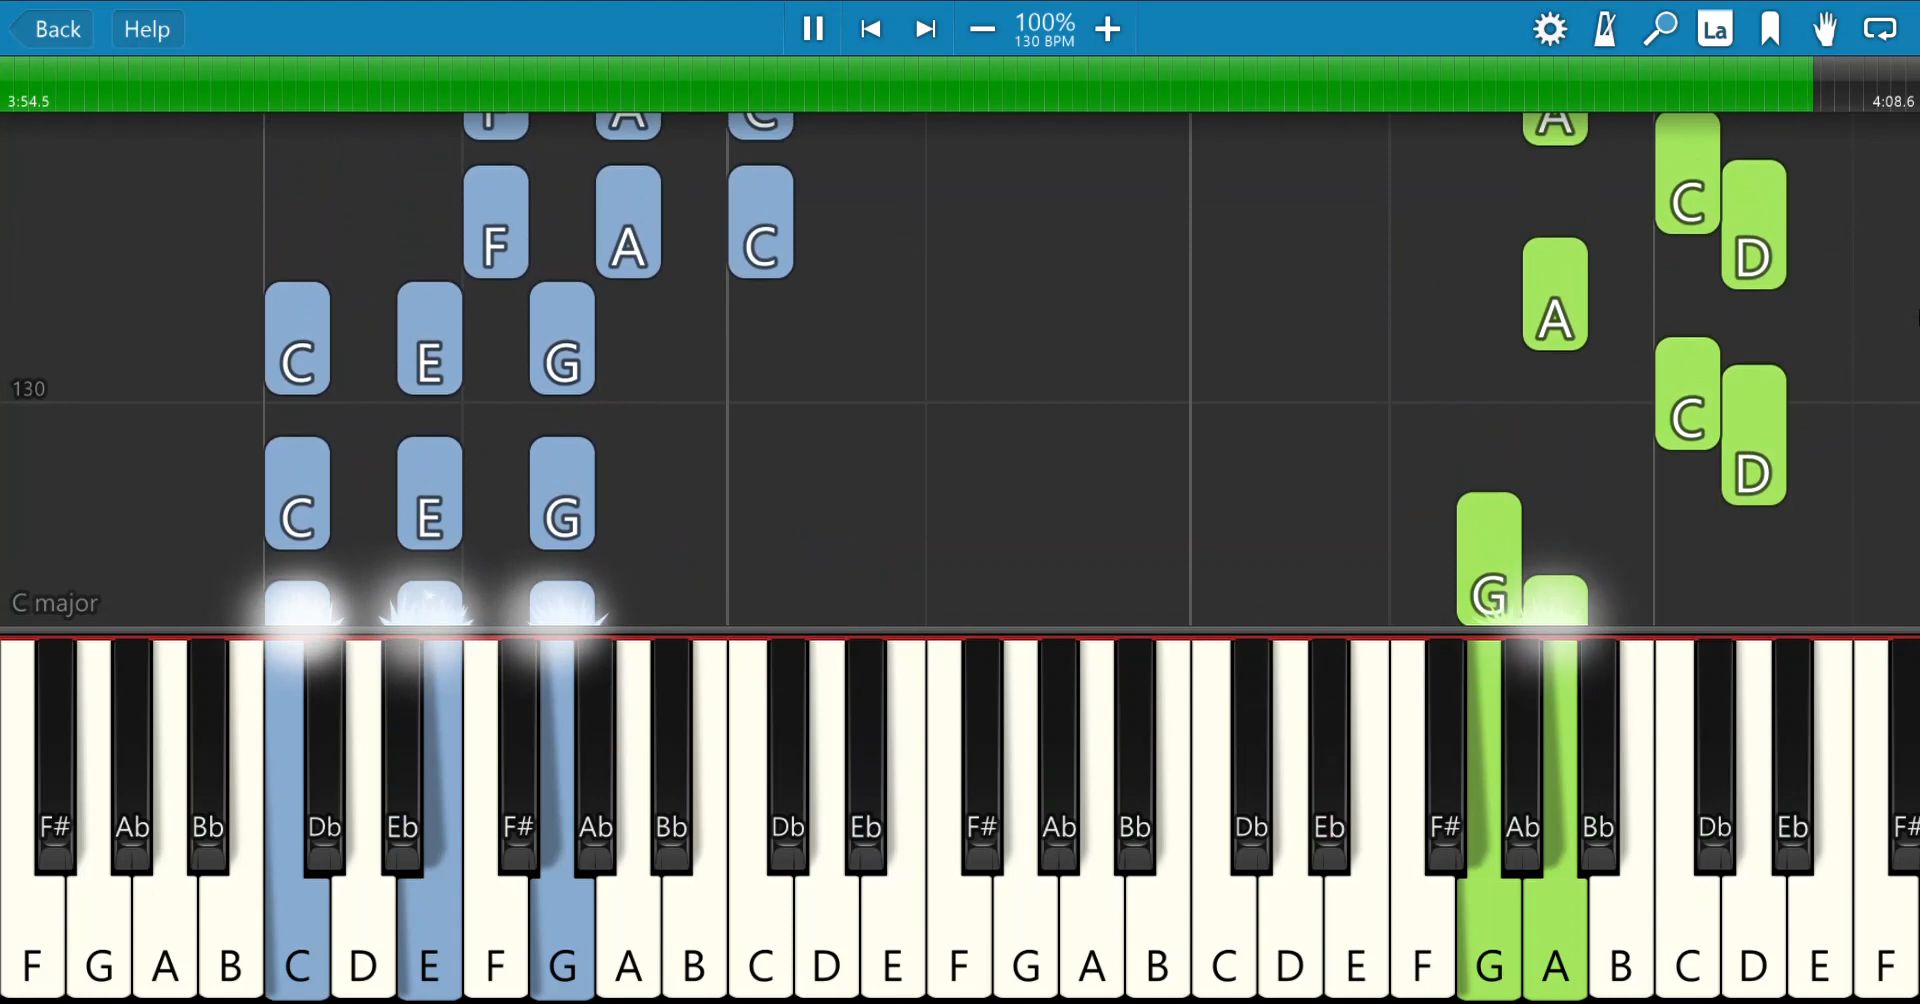 Back Help 100% La
130 BPM
3:54.5 4:08.6
F A C A
C
F A C D
A
C E G
130 C
D
C E G
G
C major
F# Ab Bb Db Eb F# Ab Bb Db Eb F# Ab Bb Db Eb F# Ab Bb Db Eb F#
F G A B C D E F G A B C D E F G A B C D E F G A B C D E F